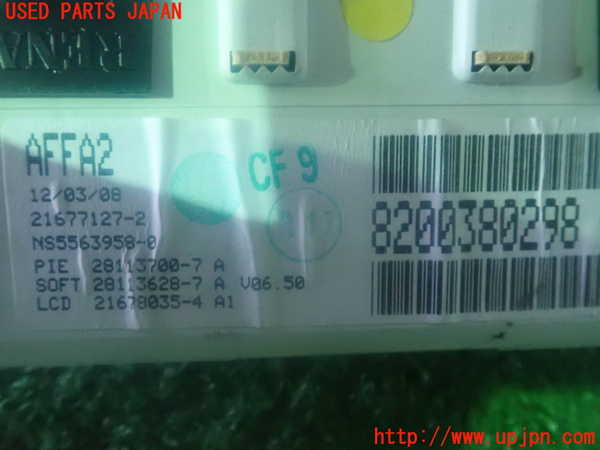 USED PARTS JAPAN
AFFA2
12/03/08
21677127-2
NS5563958-0
PIE 28113700-7 A
SOFT 28113628-7 A V06.50
LCD 21678035-4 A1
CF 9
8200380298
http://www.upjpn.com